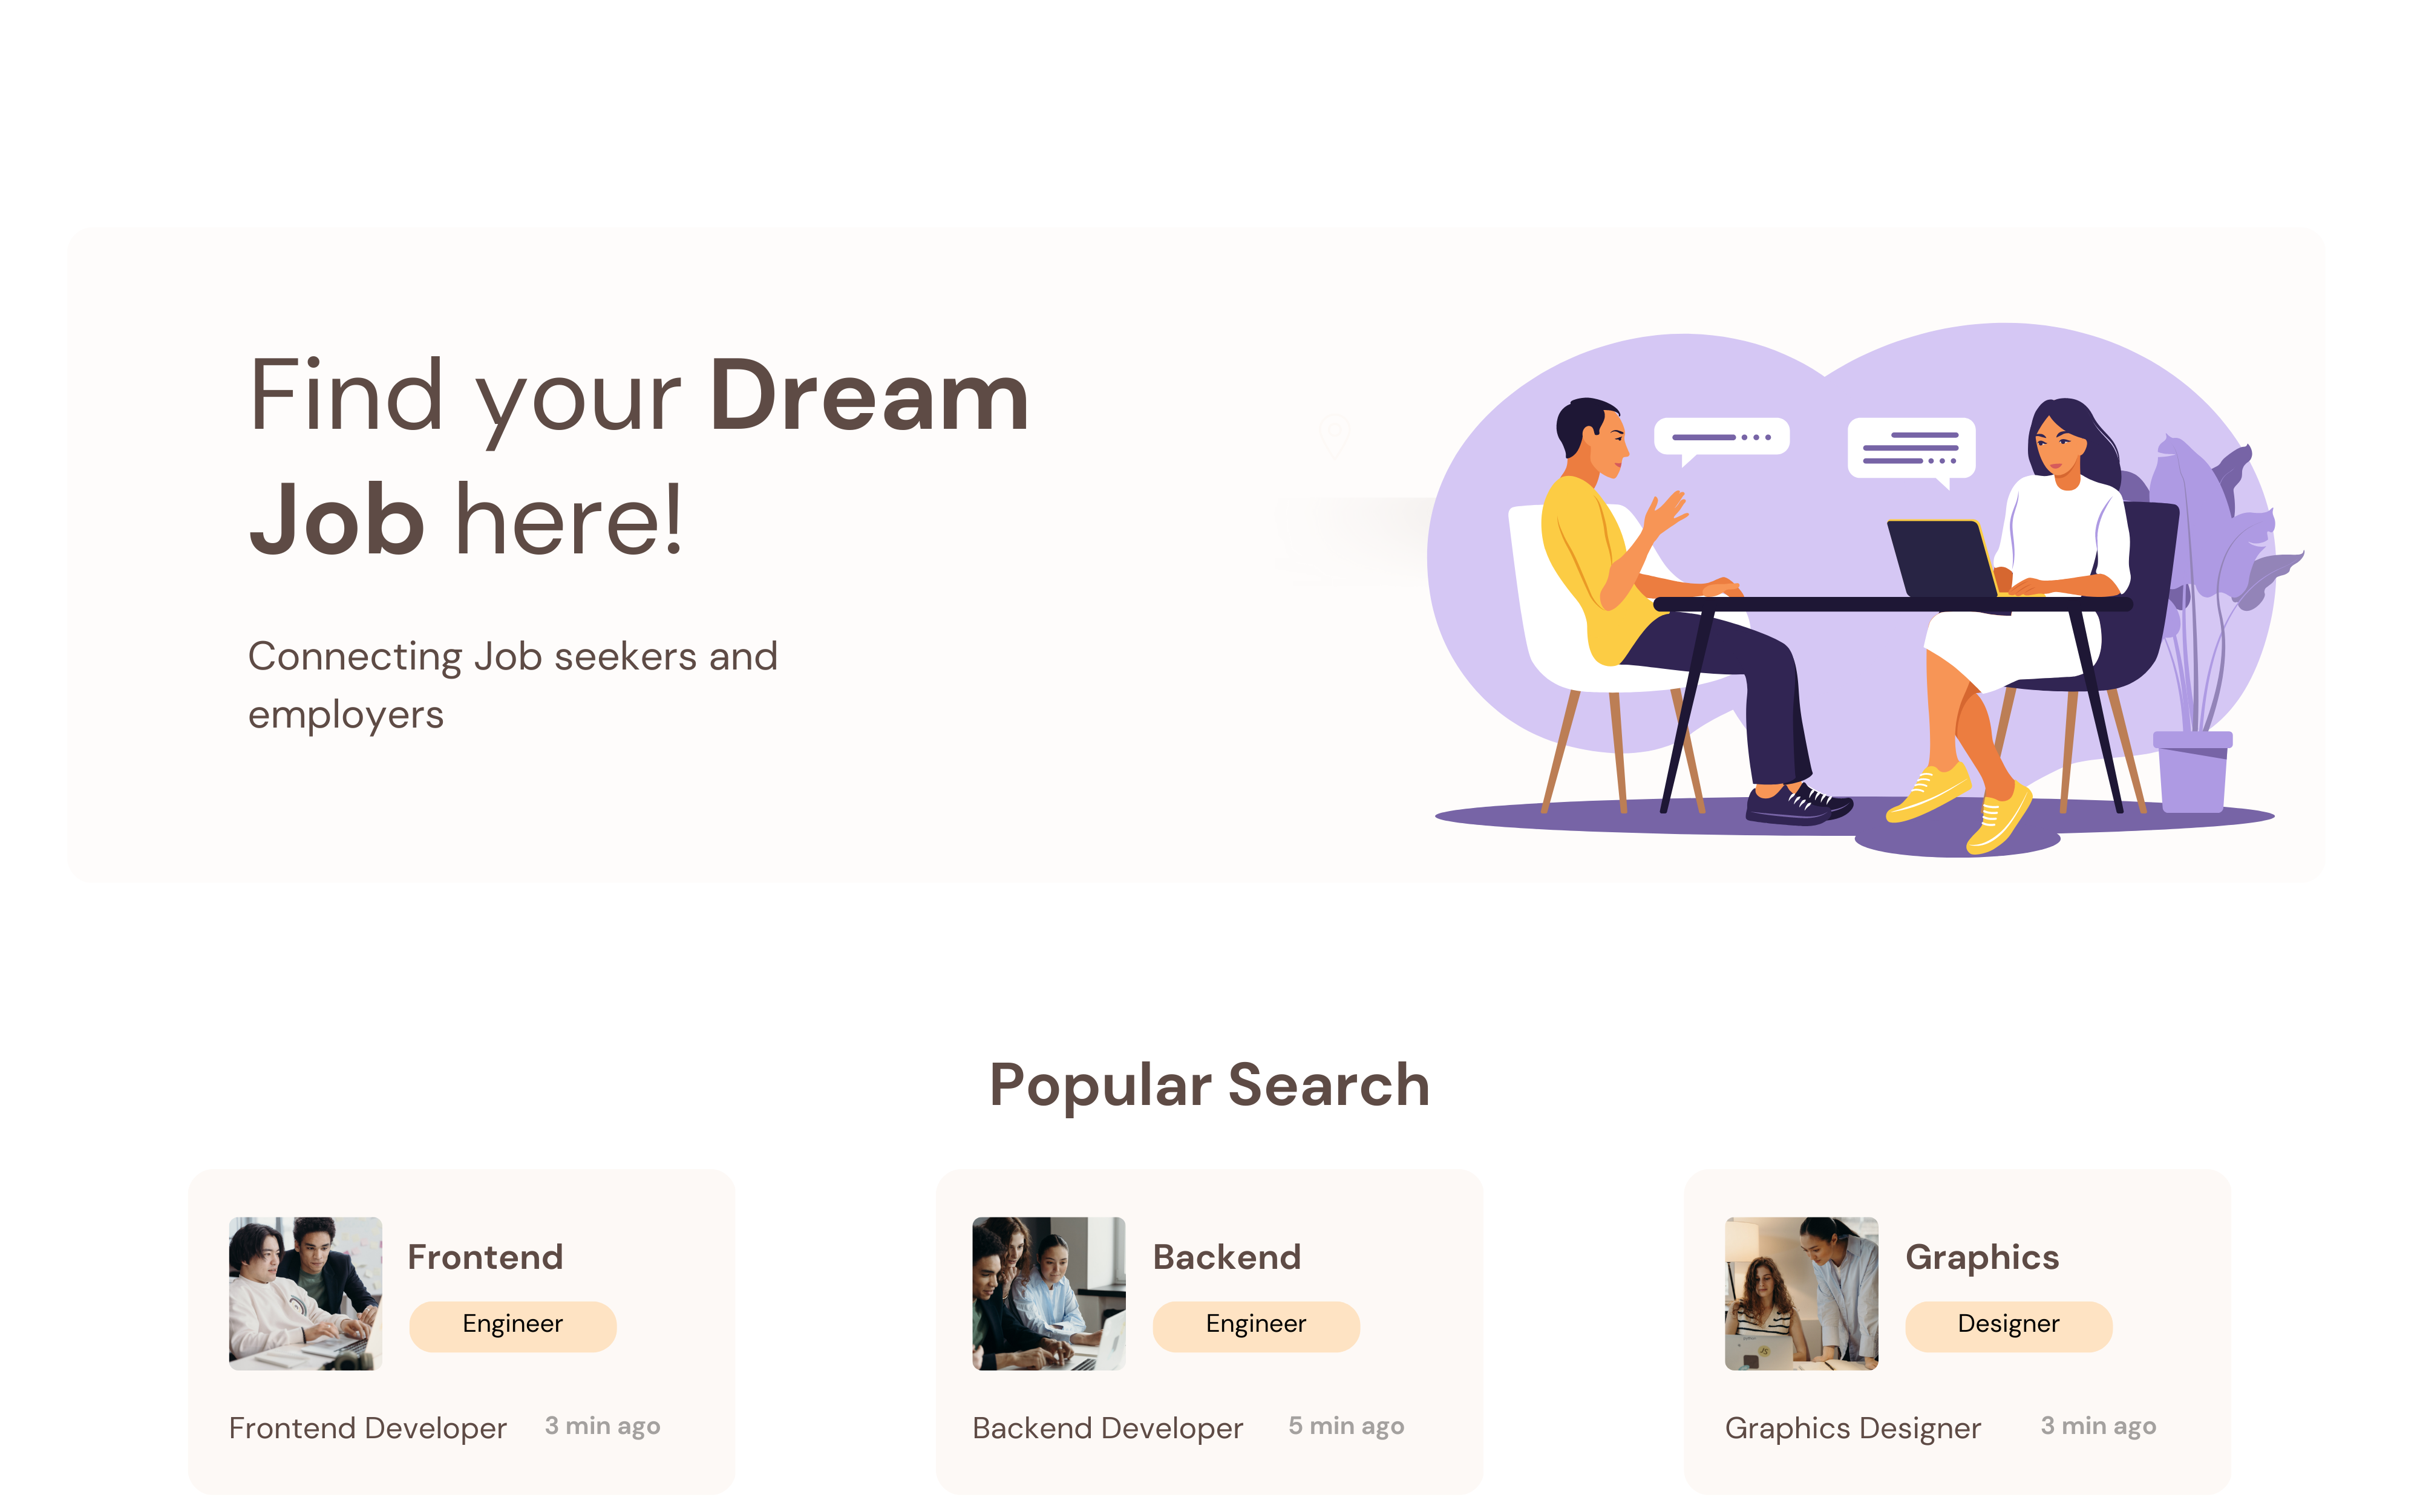 Find your Dream
Job here!
Connecting Job seekers and
employers
Popular Search
Frontend
Engineer
Frontend Developer 3 min ago
Backend
Engineer
Backend Developer 5 min ago
Graphics
Designer
Graphics Designer 3 min ago